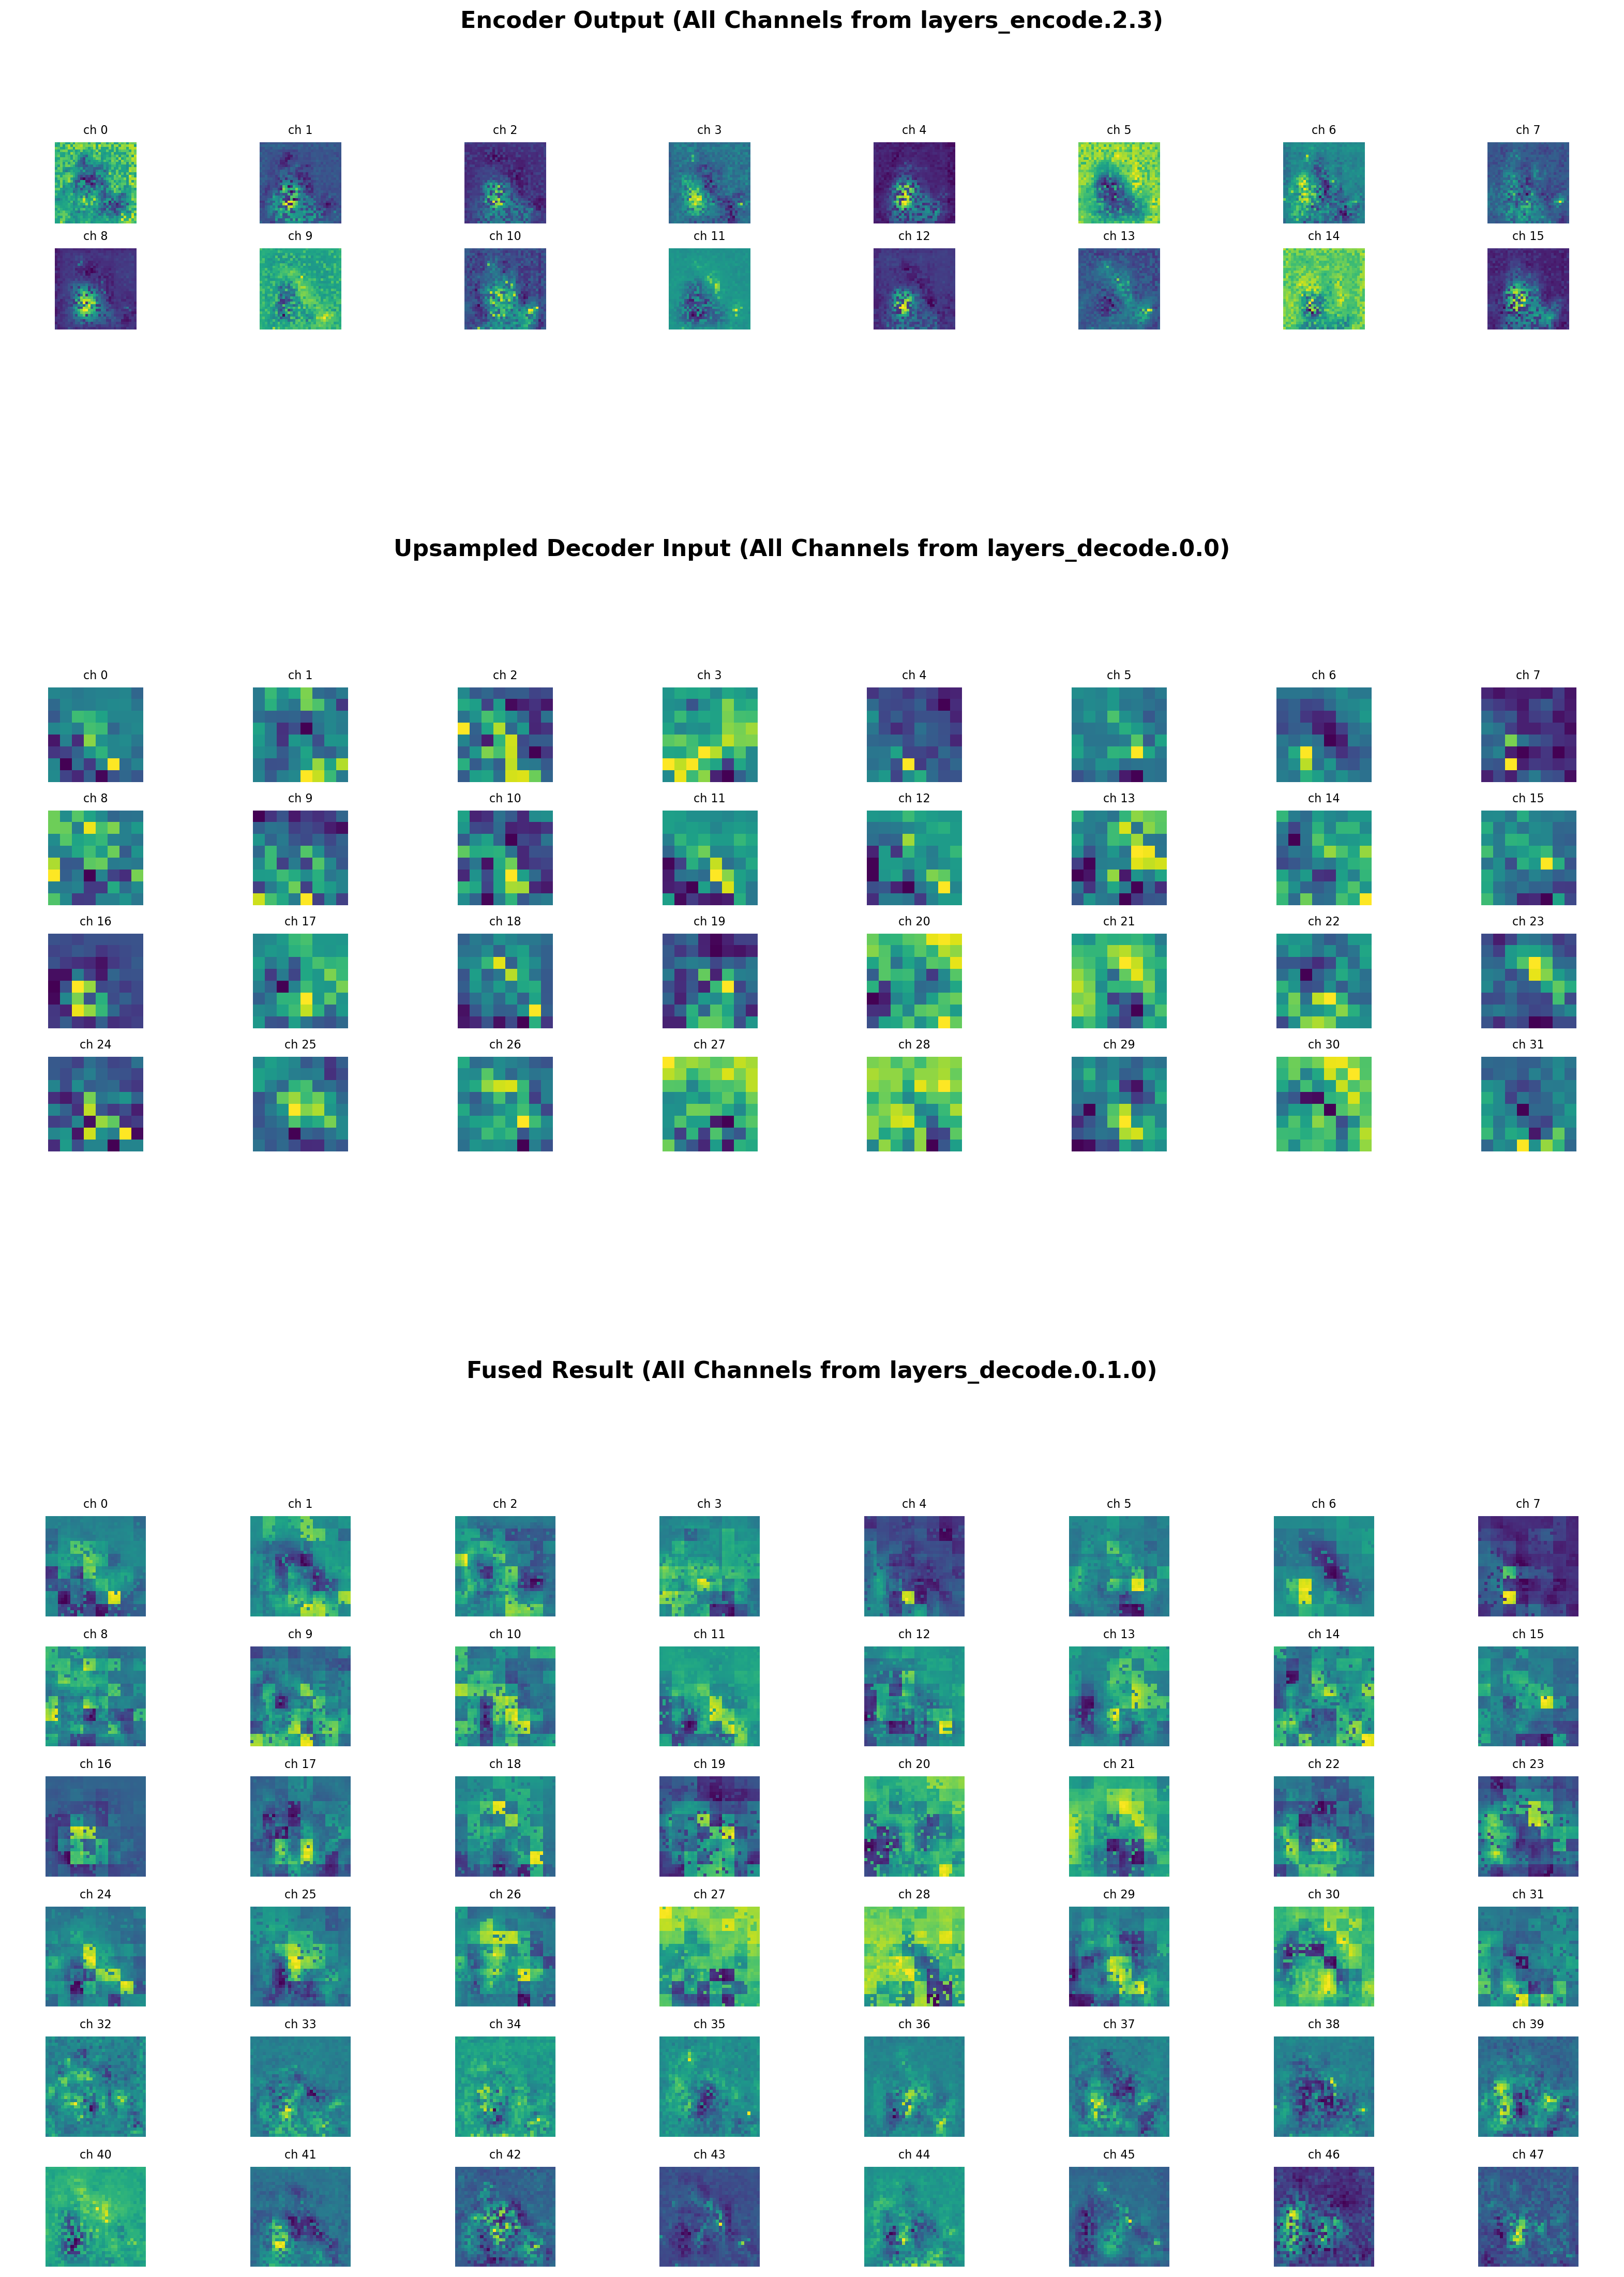 Encoder Output (All Channels from layers_encode.2.3)
ch 0 ch 1 ch 2 ch 3 ch 4 ch 5 ch 6 ch 7
ch 8 ch 9 ch 10 ch 11 ch 12 ch 13 ch 14 ch 15
Upsampled Decoder Input (All Channels from layers_decode.0.0)
ch 0 ch 1 ch 2 ch 3 ch 4 ch 5 ch 6 ch 7
ch 8 ch 9 ch 10 ch 11 ch 12 ch 13 ch 14 ch 15
ch 16 ch 17 ch 18 ch 19 ch 20 ch 21 ch 22 ch 23
ch 24 ch 25 ch 26 ch 27 ch 28 ch 29 ch 30 ch 31
Fused Result (All Channels from layers_decode.0.1.0)
ch 0 ch 1 ch 2 ch 3 ch 4 ch 5 ch 6 ch 7
ch 8 ch 9 ch 10 ch 11 ch 12 ch 13 ch 14 ch 15
ch 16 ch 17 ch 18 ch 19 ch 20 ch 21 ch 22 ch 23
ch 24 ch 25 ch 26 ch 27 ch 28 ch 29 ch 30 ch 31
ch 32 ch 33 ch 34 ch 35 ch 36 ch 37 ch 38 ch 39
ch 40 ch 41 ch 42 ch 43 ch 44 ch 45 ch 46 ch 47